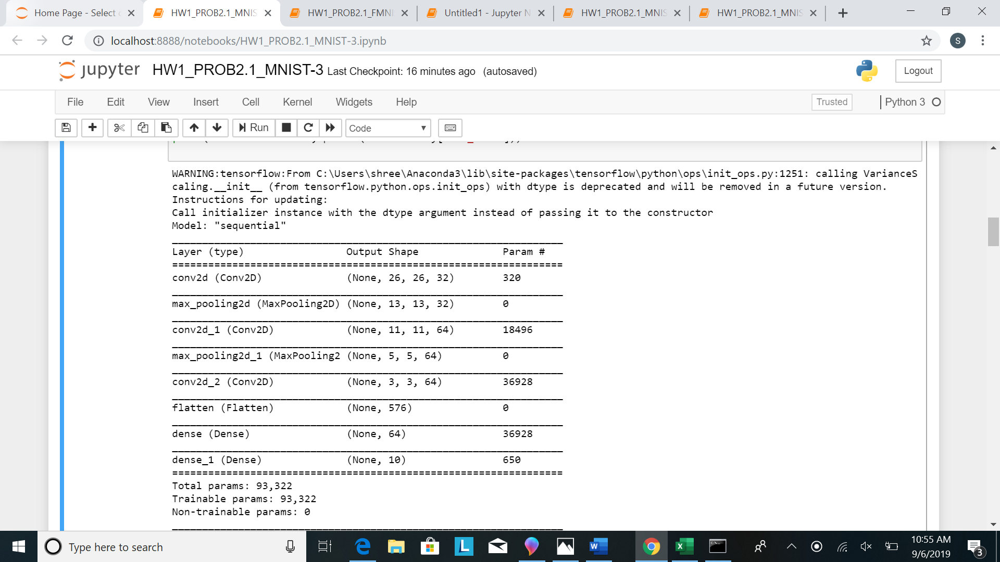 Home Page - Select
HW1_PROB2.1_MNIS
HW1_PROB2.1_FMNI
Untitled1 - Jupyter N
HW1_PROB2.1_MNIS
HW1_PROB2.1_MNIS
localhost:8888/notebooks/HW1_PROB2.1_MNIST-3.ipynb
S
jupyter HW1_PROB2.1_MNIST-3 Last Checkpoint: 16 minutes ago (autosaved)
Logout
File Edit View Insert Cell Kernel Widgets Help
Trusted
Python 3
Run
Code
WARNING:tensorflow:From C:\Users\shree\Anaconda3\lib\site-packages\tensorflow\python\ops\init_ops.py:1251: calling VarianceS
caling.__init__ (from tensorflow.python.ops.init_ops) with dtype is deprecated and will be removed in a future version.
Instructions for updating:
Call initializer instance with the dtype argument instead of passing it to the constructor
Model: "sequential"
_________________________________________________________________
Layer (type) Output Shape Param #
=================================================================
conv2d (Conv2D) (None, 26, 26, 32) 320
_________________________________________________________________
max_pooling2d (MaxPooling2D) (None, 13, 13, 32) 0
_________________________________________________________________
conv2d_1 (Conv2D) (None, 11, 11, 64) 18496
_________________________________________________________________
max_pooling2d_1 (MaxPooling2 (None, 5, 5, 64) 0
_________________________________________________________________
conv2d_2 (Conv2D) (None, 3, 3, 64) 36928
_________________________________________________________________
flatten (Flatten) (None, 576) 0
_________________________________________________________________
dense (Dense) (None, 64) 36928
_________________________________________________________________
dense_1 (Dense) (None, 10) 650
=================================================================
Total params: 93,322
Trainable params: 93,322
Non-trainable params: 0
_________________________________________________________________
Type here to search
10:55 AM
9/6/2019
3